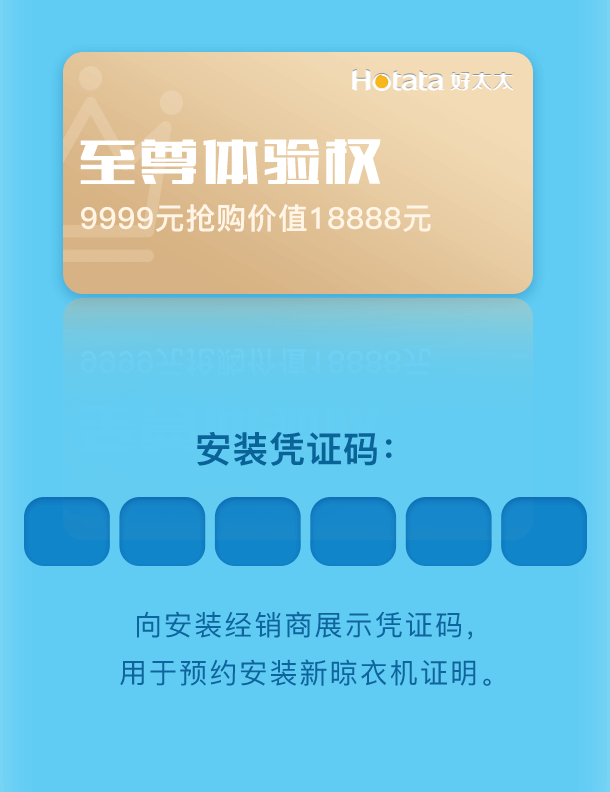 Hotata 好太太
至尊体验权
9999元抢购价值18888元
安装凭证码：
向安装经销商展示凭证码，
用于预约安装新晾衣机证明。